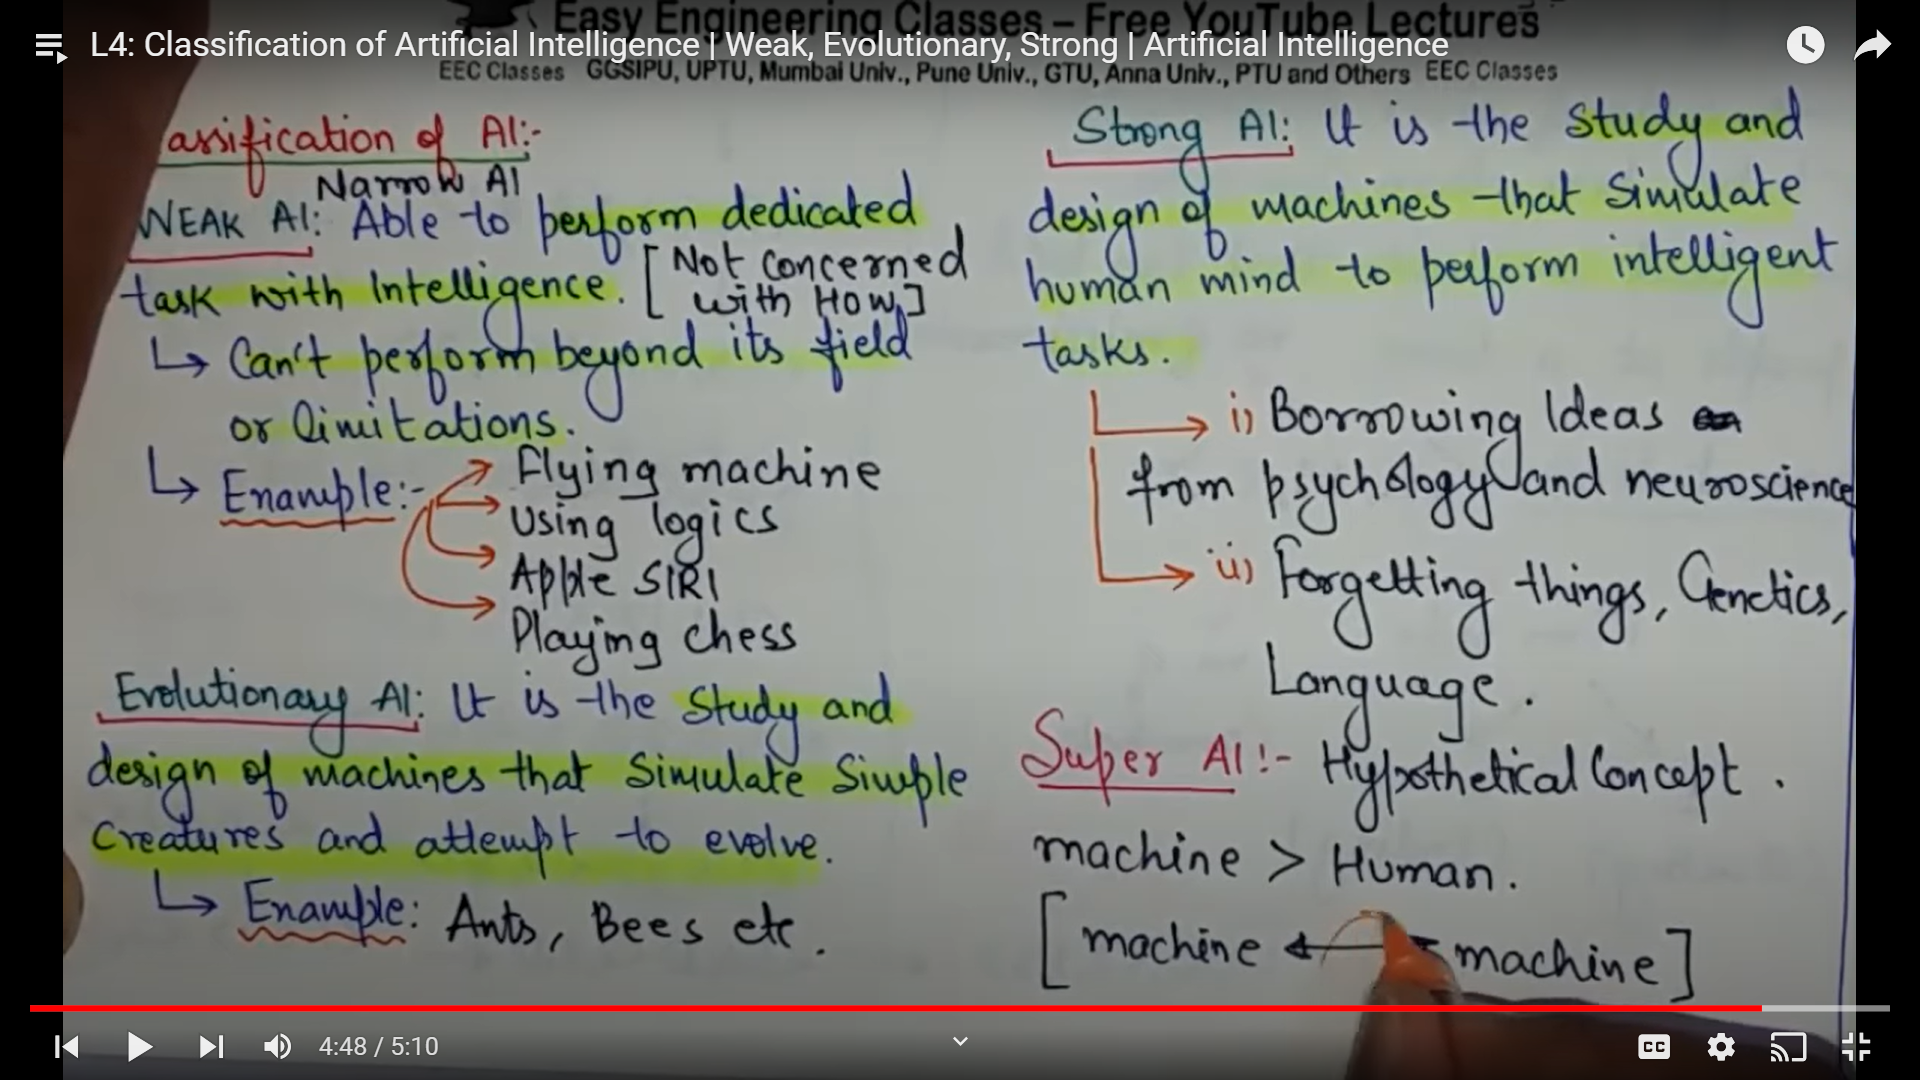 Easy Engineering Classes – Free YouTube Lectures
L4: Classification of Artificial Intelligence | Weak, Evolutionary, Strong | Artificial Intelligence
EEC Classes GGSIPU, UPTU, Mumbai Univ., Pune Univ., GTU, Anna Univ., PTU and Others EEC Classes
assification of AI:-
Narrow AI
WEAK AI: Able to perform dedicated
task with Intelligence. [Not Concerned
with How]
↳ Can't perform beyond its field
or limitations.
↳ Example:- Flying machine
Using logics
Apple SIRI
Playing chess
Evolutionary AI: It is the Study and
design of machines that Simulate Simple
Creatures and attempt to evolve.
↳ Example: Ants, Bees etc.
Strong AI: It is the Study and
design of machines that Simulate
human mind to perform intelligent
tasks.
i) Borrowing Ideas
from psychology and neuroscience
ii) Forgetting things, Genetics,
Language.
Super AI:- Hypothetical Concept.
machine > Human.
[machine ← machine]
4:48 / 5:10
CC